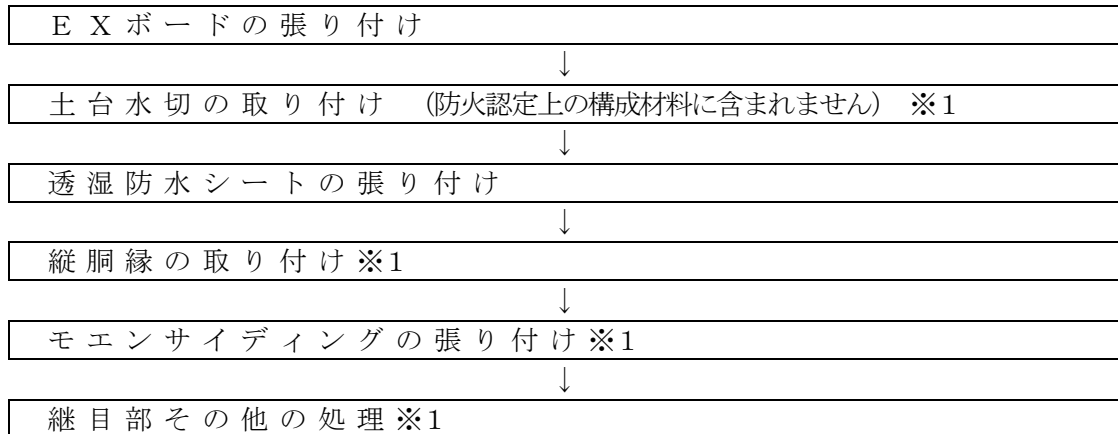 ＥＸボードの張り付け
↓
土台水切の取り付け （防火認定上の構成材料に含まれません） ※１
↓
透湿防水シートの張り付け
↓
縦胴縁の取り付け※１
↓
モエンサイディングの張り付け※１
↓
継目部その他の処理※１